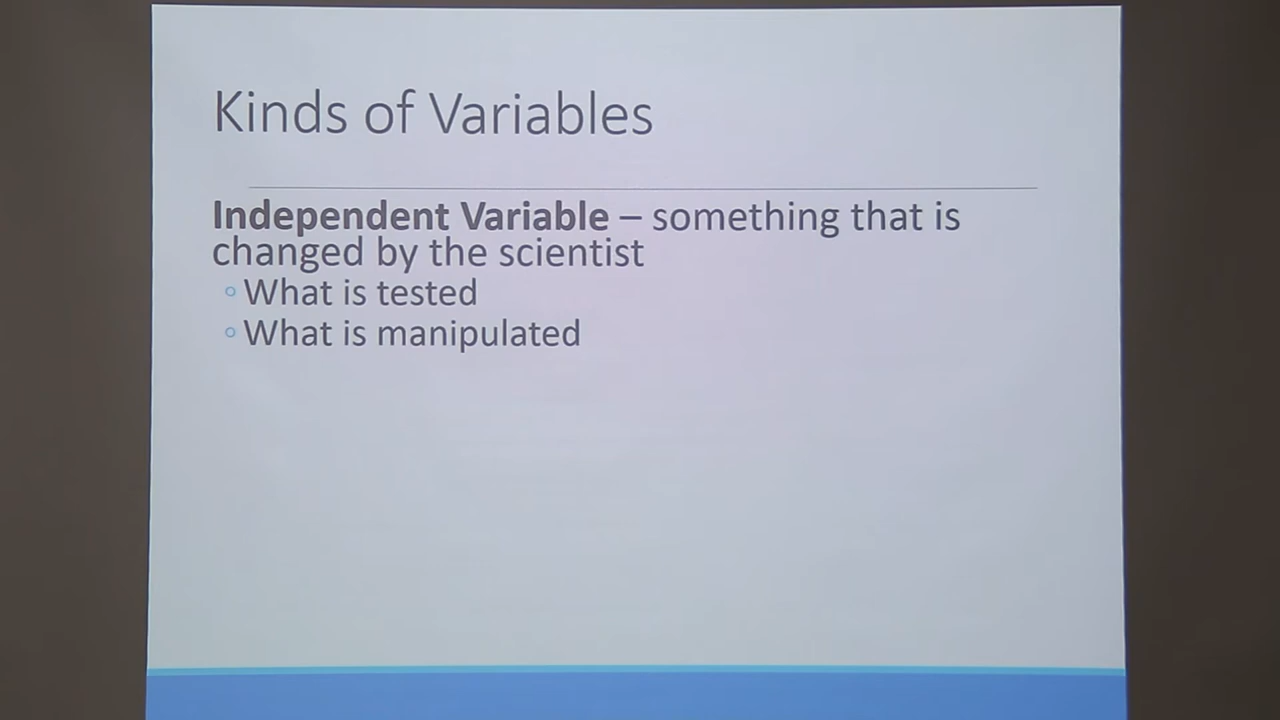 Kinds of Variables
Independent Variable – something that is
changed by the scientist
◦ What is tested
◦ What is manipulated